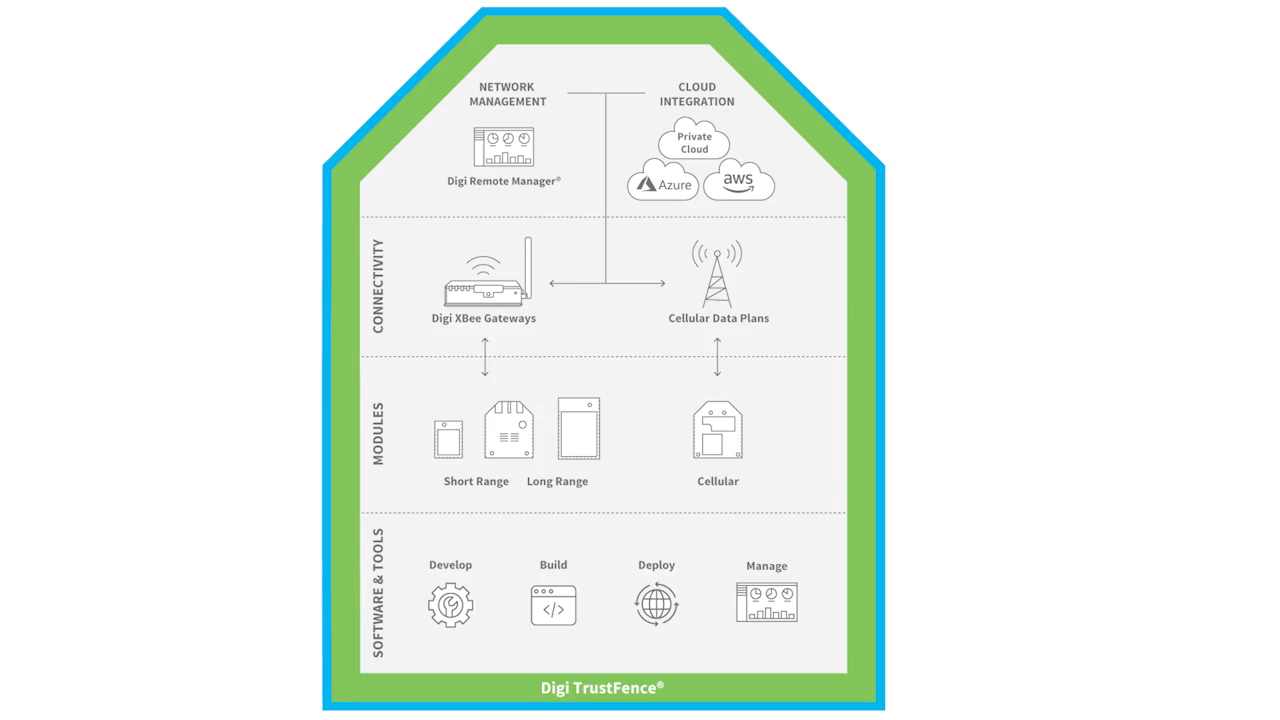 NETWORK
MANAGEMENT
CLOUD
INTEGRATION
Private
Cloud
Azure
aws
Digi Remote Manager®
CONNECTIVITY
Digi XBee Gateways
Cellular Data Plans
MODULES
Short Range
Long Range
Cellular
SOFTWARE & TOOLS
Develop
Build
Deploy
Manage
</>
Digi TrustFence®